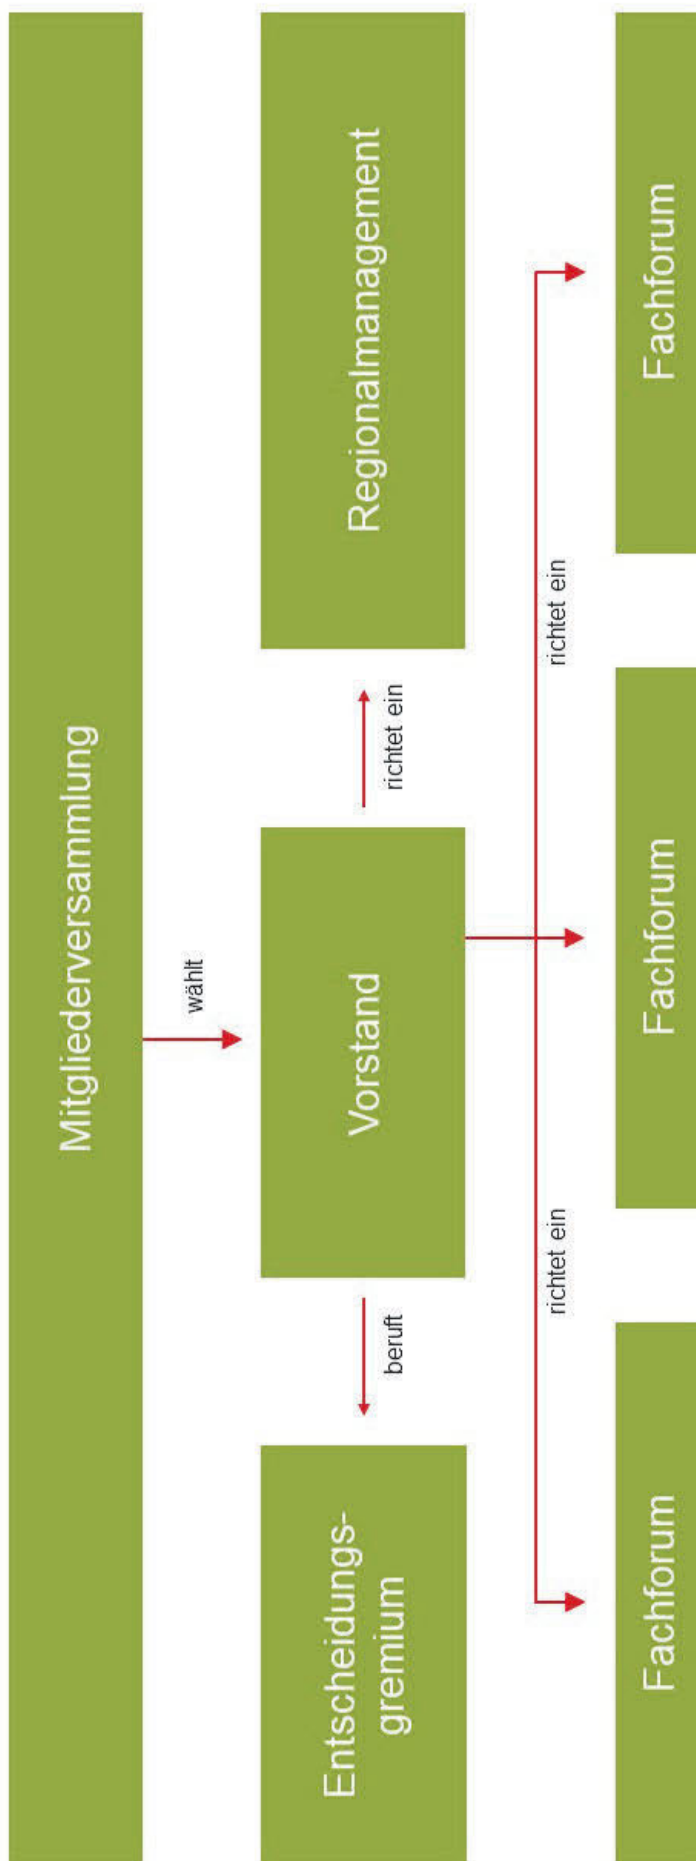 Mitgliederversammlung
wählt
Entscheidungs-
gremium
beruft
Vorstand
richtet ein
Regionalmanagement
richtet ein
richtet ein
Fachforum
Fachforum
Fachforum